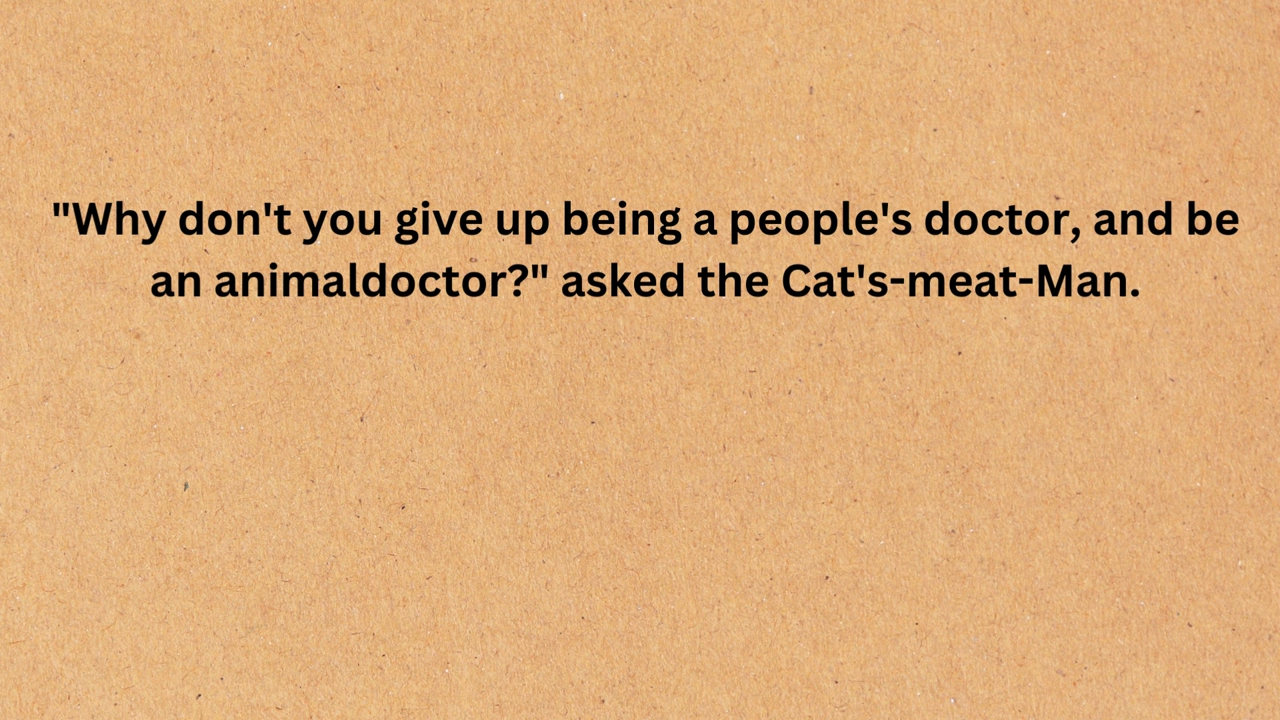 "Why don't you give up being a people's doctor, and be
an animaldoctor?" asked the Cat's-meat-Man.